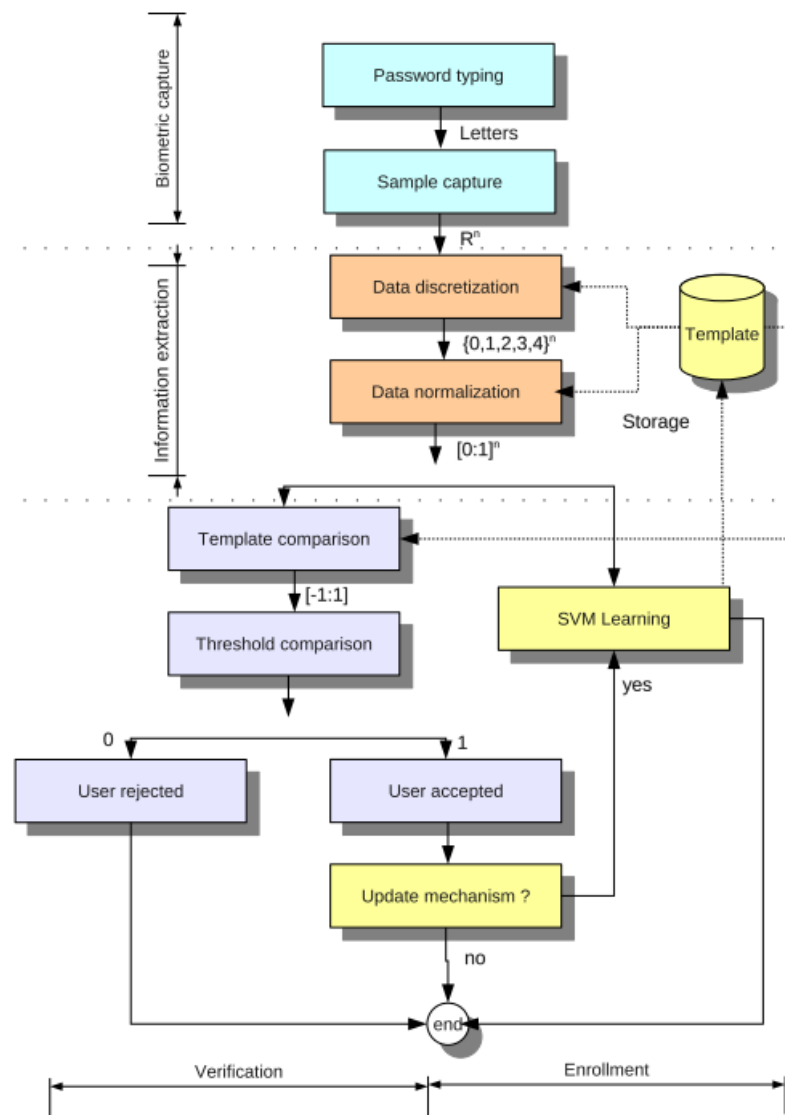 Biometric capture
Password typing
Letters
Sample capture
Rⁿ
Information extraction
Data discretization
{0,1,2,3,4}ⁿ
Template
Data normalization
Storage
[0:1]ⁿ
Template comparison
[-1:1]
SVM Learning
Threshold comparison
yes
0
1
User rejected
User accepted
Update mechanism ?
no
end
Verification
Enrollment